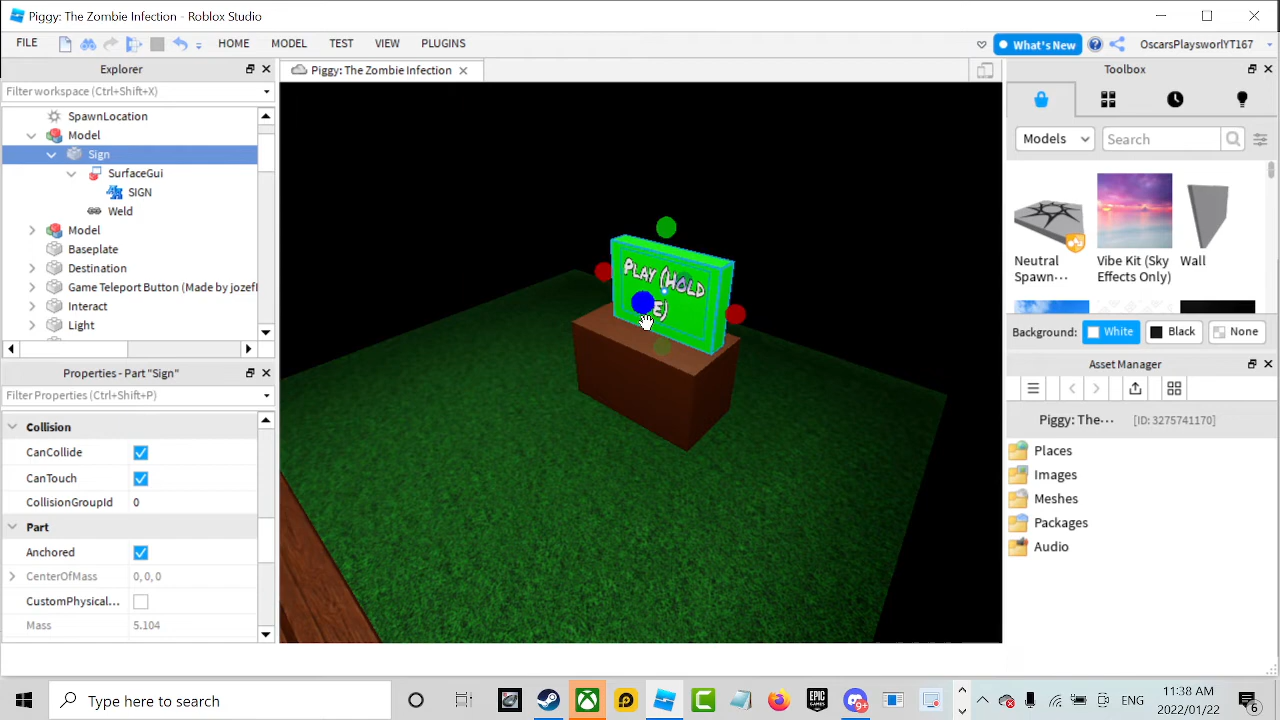 Piggy: The Zombie Infection - Roblox Studio
FILE HOME MODEL TEST VIEW PLUGINS What's New ? OscarsPlaysworlYT167
Explorer
Filter workspace (Ctrl+Shift+X)
SpawnLocation
Model
Sign
SurfaceGui
SIGN
Weld
Model
Baseplate
Destination
Game Teleport Button (Made by jozef
Interact
Light
Properties - Part "Sign"
Filter Properties (Ctrl+Shift+P)
Collision
CanCollide
CanTouch
CollisionGroupId 0
Part
Anchored
CenterOfMass 0, 0, 0
CustomPhysical...
Mass 5.104
Piggy: The Zombie Infection
PLAY (HOLD
E)
Toolbox
Models Search
Neutral
Spawn...
Vibe Kit (Sky
Effects Only)
Wall
Background: White Black None
Asset Manager
Piggy: The... [ID: 3275741170]
Places
Images
Meshes
Packages
Audio
Type here to search
ENG
11:38 AM
2022/01/22
6